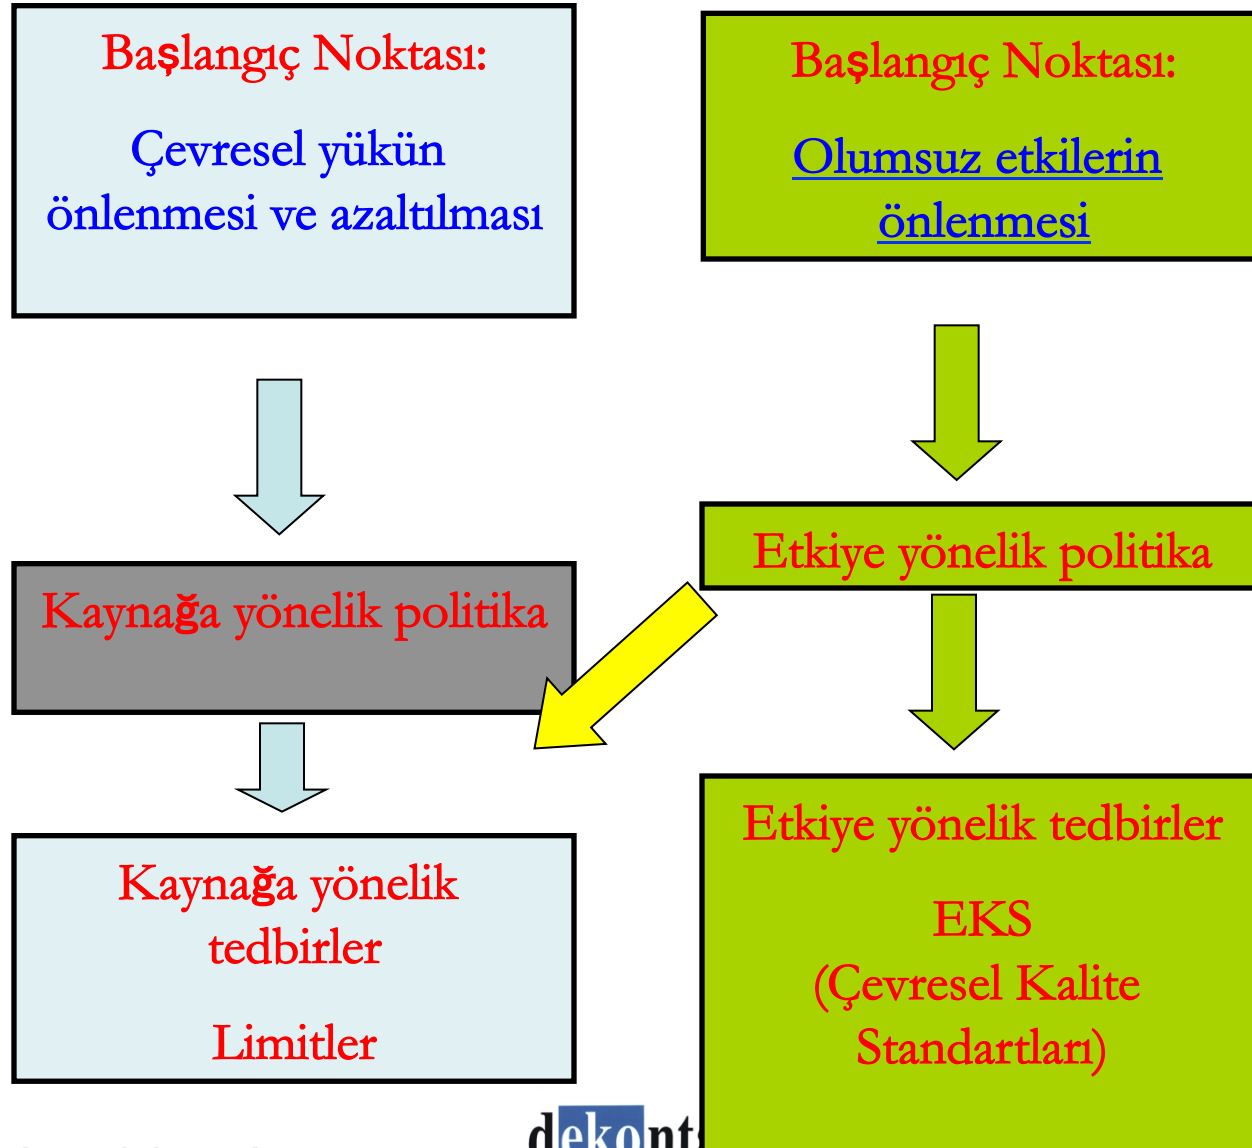 Başlangıç Noktası:
Çevresel yükün
önlenmesi ve azaltılması
Başlangıç Noktası:
Olumsuz etkilerin
önlenmesi
Etkiye yönelik politika
Kaynağa yönelik politika
Kaynağa yönelik
tedbirler
Limitler
Etkiye yönelik tedbirler
EKS
(Çevresel Kalite
Standartları)